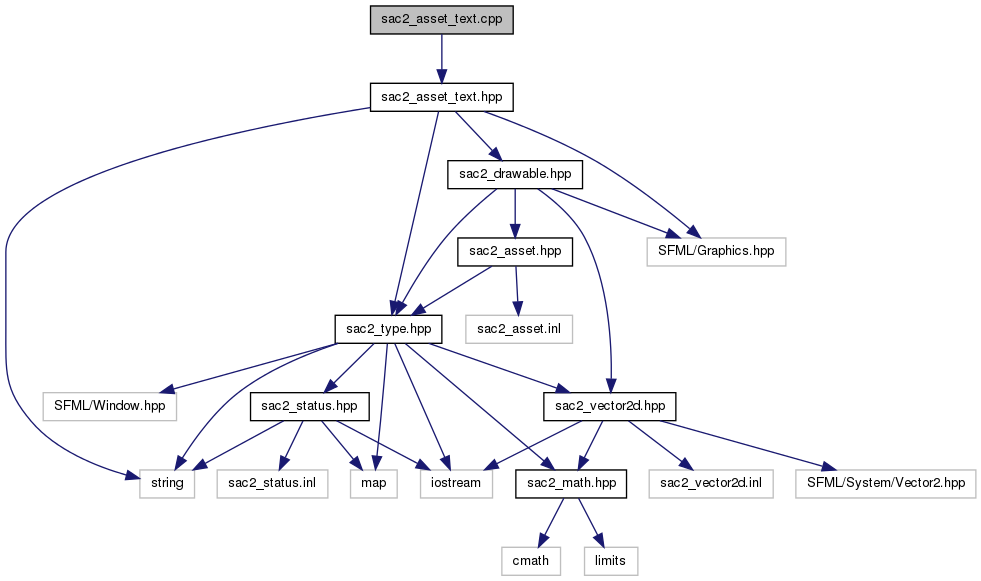 sac2_asset_text.cpp
sac2_asset_text.hpp
sac2_drawable.hpp
sac2_asset.hpp
SFML/Graphics.hpp
sac2_type.hpp
sac2_asset.inl
SFML/Window.hpp
sac2_status.hpp
sac2_vector2d.hpp
string
sac2_status.inl
map
iostream
sac2_math.hpp
sac2_vector2d.inl
SFML/System/Vector2.hpp
cmath
limits